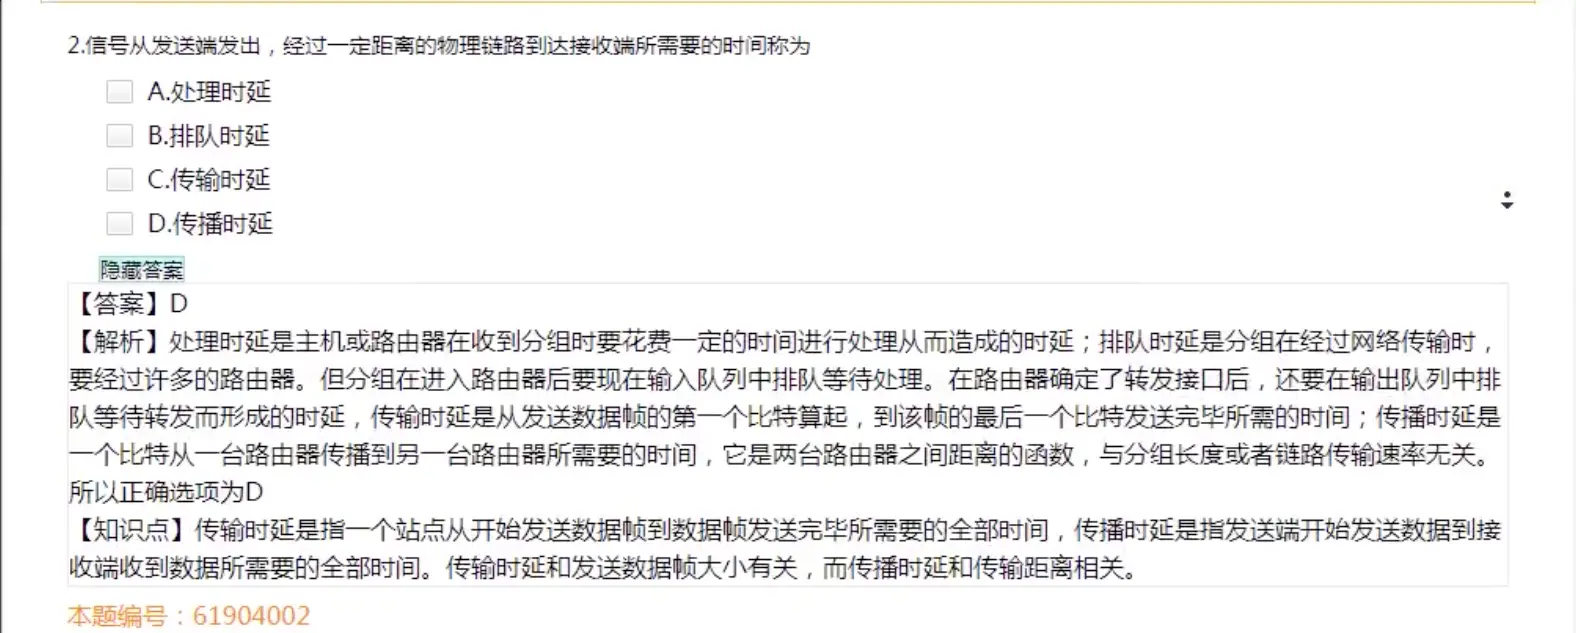 2.信号从发送端发出，经过一定距离的物理链路到达接收端所需要的时间称为
A.处理时延
B.排队时延
C.传输时延
D.传播时延
隐藏答案
【答案】D
【解析】处理时延是主机或路由器在收到分组时要花费一定的时间进行处理从而造成的时延；排队时延是分组在经过网络传输时，
要经过许多的路由器。但分组在进入路由器后要现在输入队列中排队等待处理。在路由器确定了转发接口后，还要在输出队列中排
队等待转发而形成的时延，传输时延是从发送数据帧的第一个比特算起，到该帧的最后一个比特发送完毕所需的时间；传播时延是
一个比特从一台路由器传播到另一台路由器所需要的时间，它是两台路由器之间距离的函数，与分组长度或者链路传输速率无关。
所以正确选项为D
【知识点】传输时延是指一个站点从开始发送数据帧到数据帧发送完毕所需要的全部时间，传播时延是指发送端开始发送数据到接
收端收到数据所需要的全部时间。传输时延和发送数据帧大小有关，而传播时延和传输距离相关。
本题编号：61904002